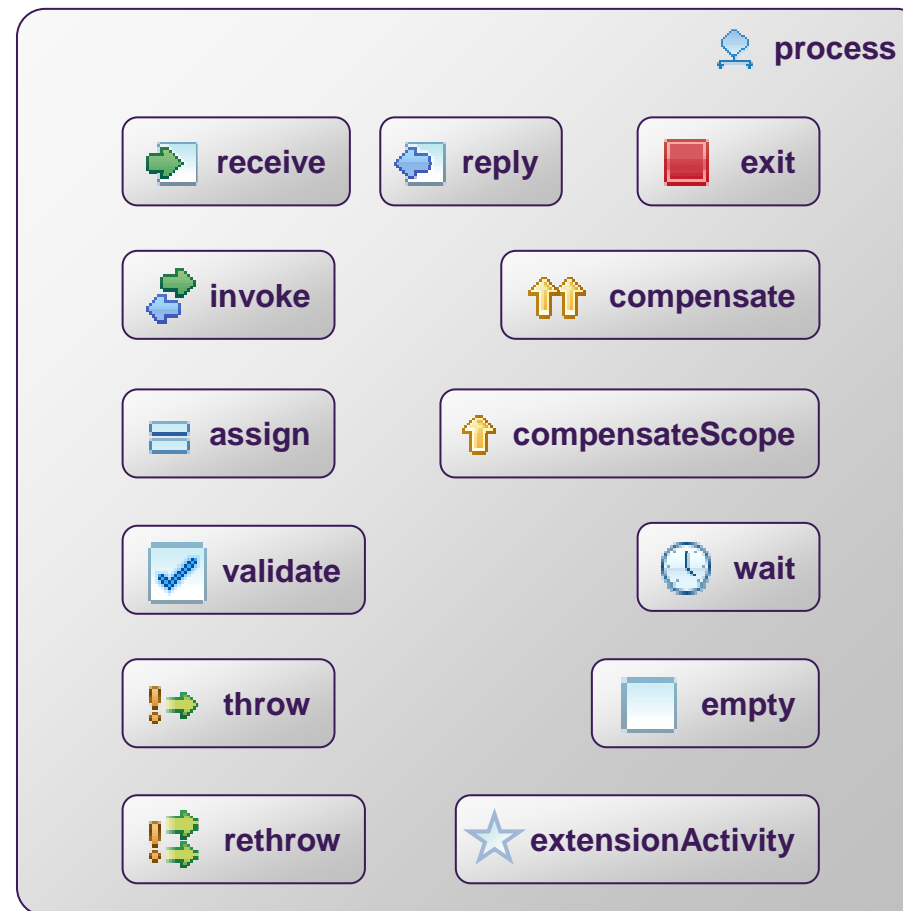 process
receive reply exit
invoke compensate
assign compensateScope
validate wait
throw empty
rethrow extensionActivity